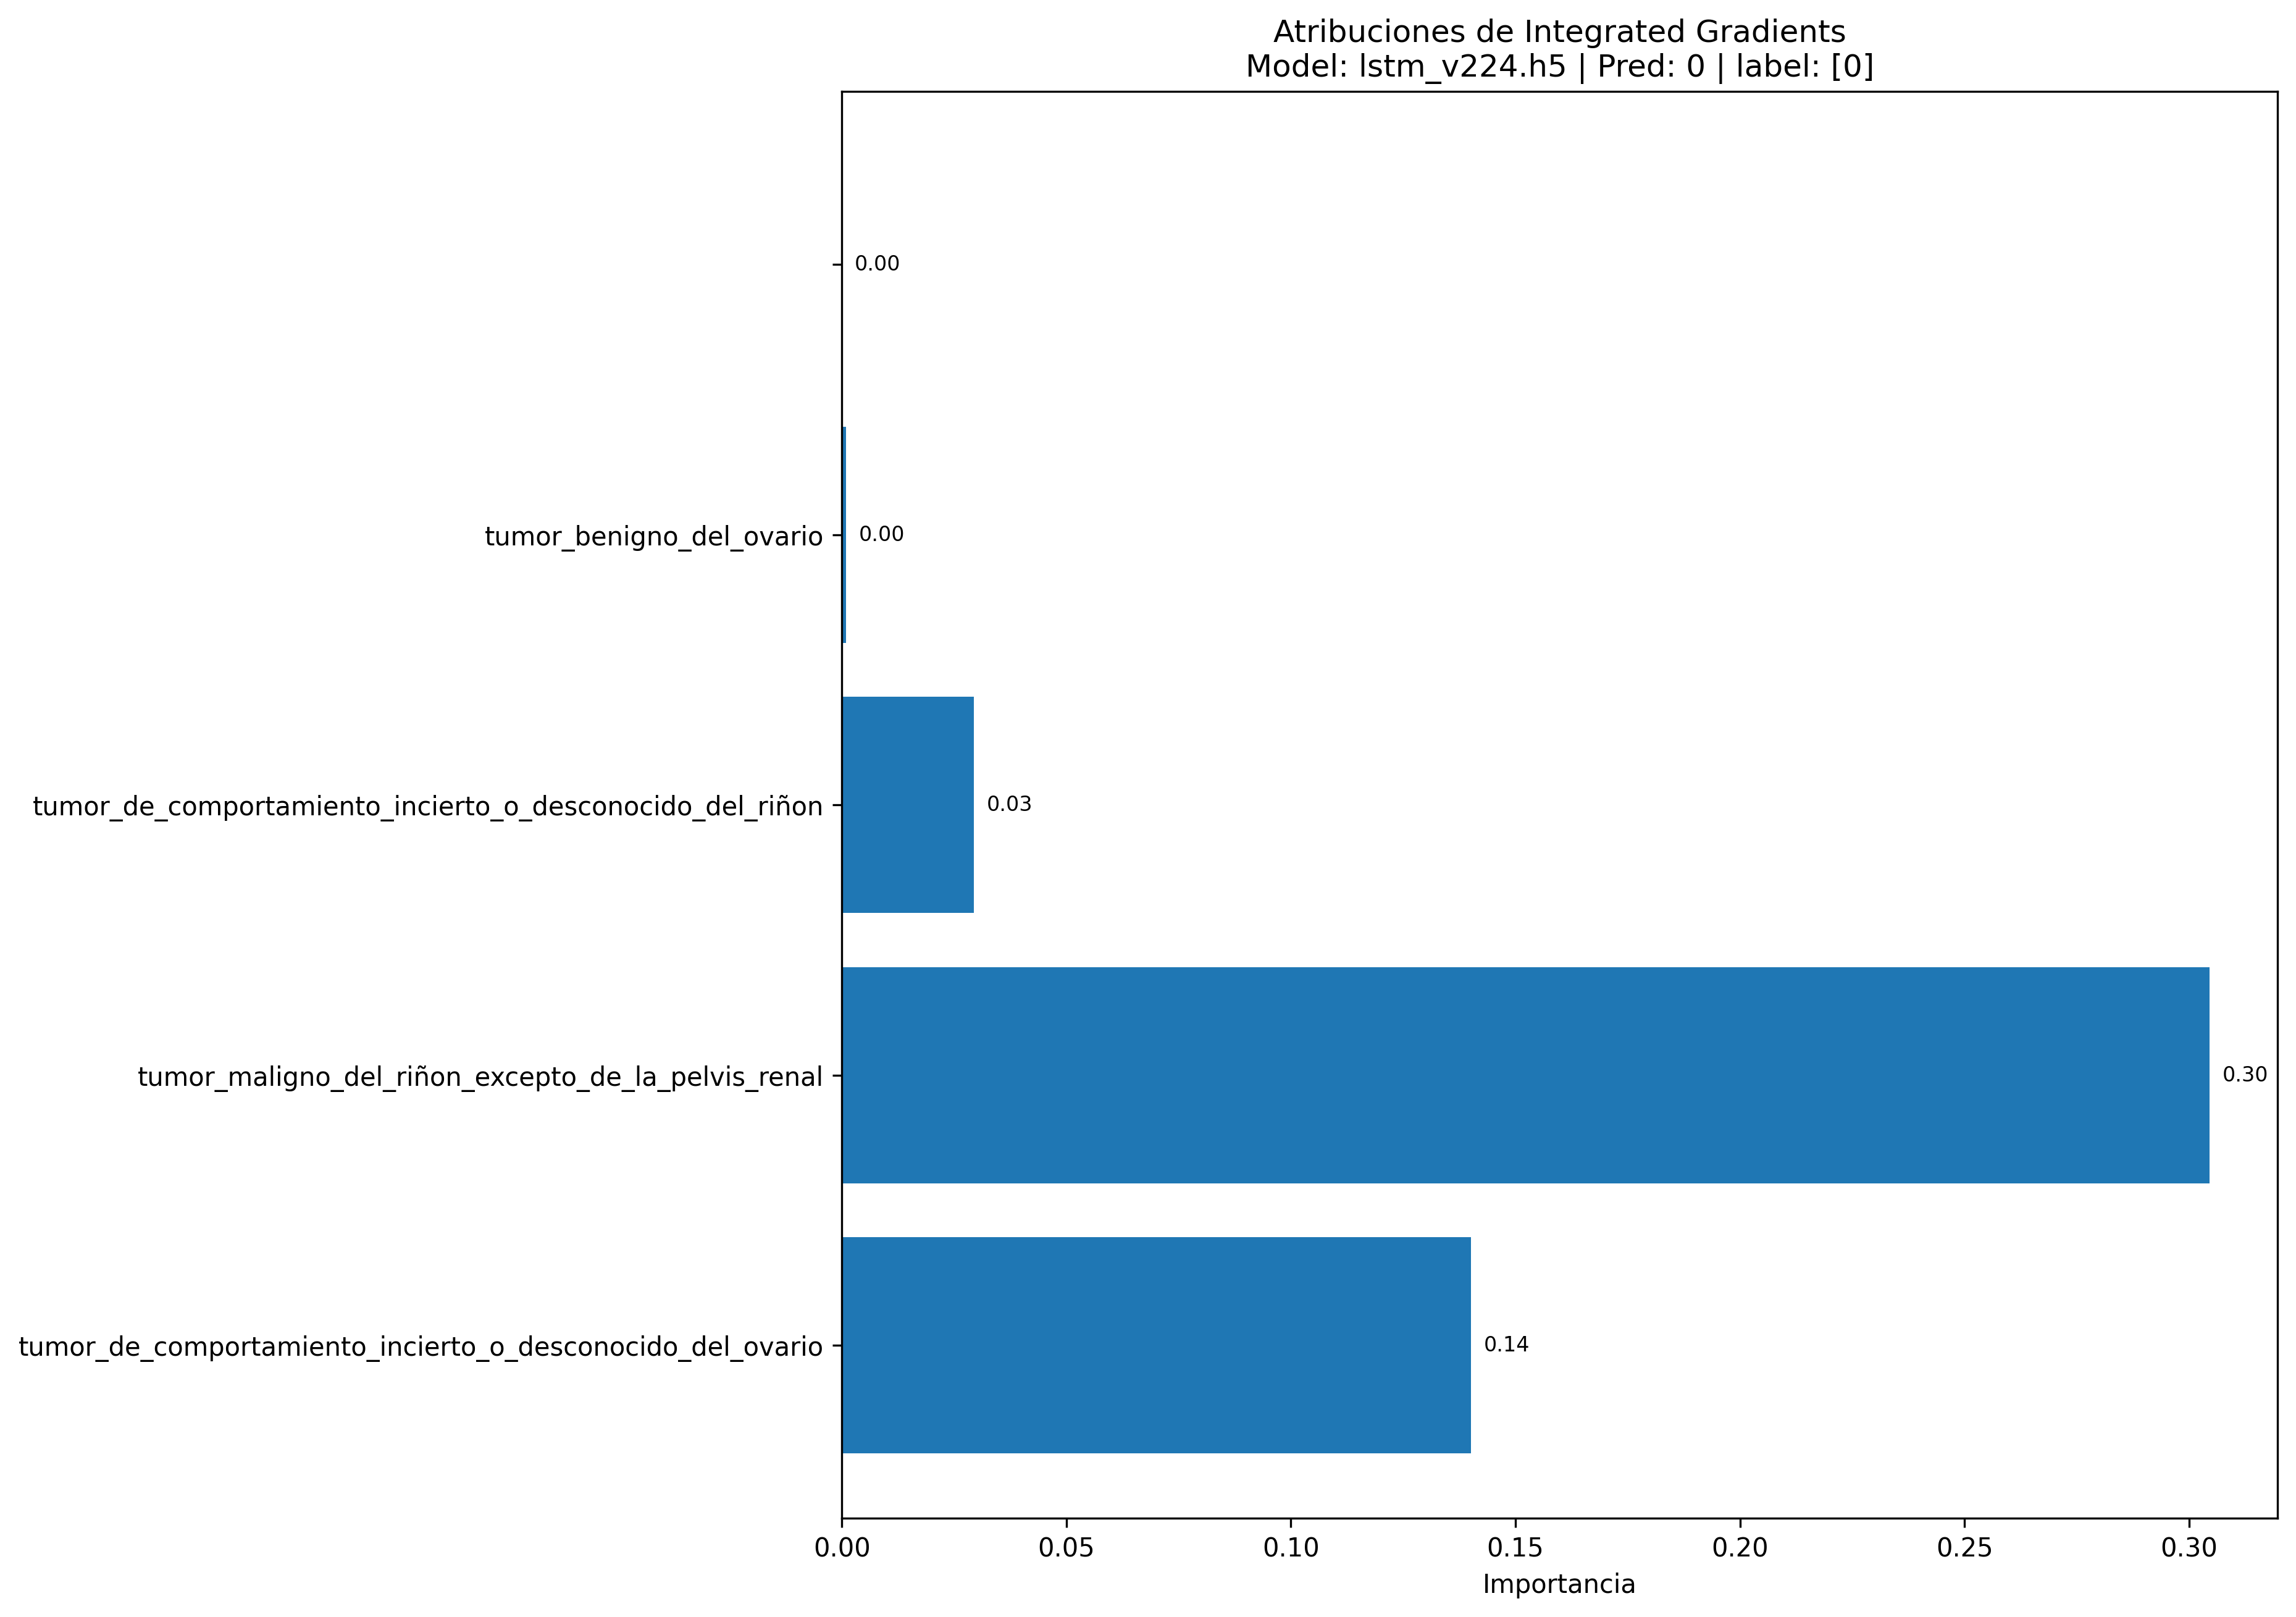 Atribuciones de Integrated Gradients
Model: lstm_v224.h5 | Pred: 0 | label: [0]
0.00
tumor_benigno_del_ovario
0.00
tumor_de_comportamiento_incierto_o_desconocido_del_riñon
0.03
tumor_maligno_del_riñon_excepto_de_la_pelvis_renal
0.30
tumor_de_comportamiento_incierto_o_desconocido_del_ovario
0.14
0.00 0.05 0.10 0.15 0.20 0.25 0.30
Importancia